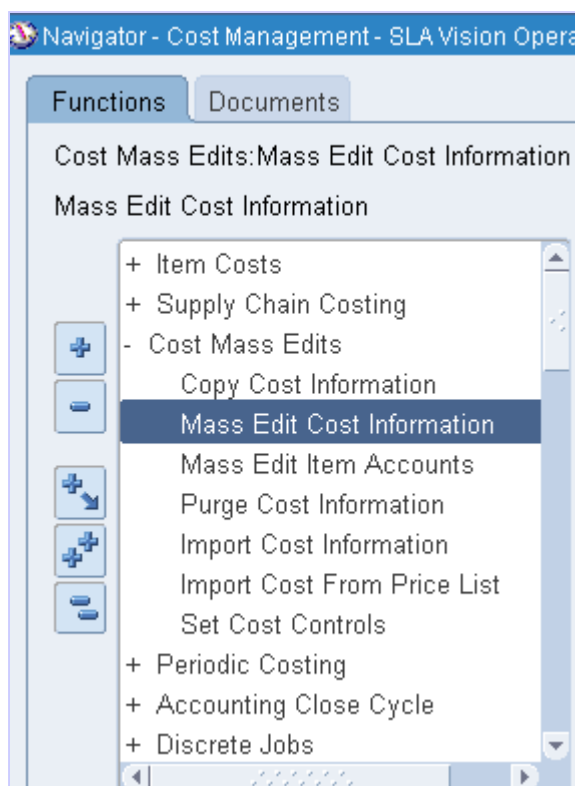 Navigator - Cost Management - SLA Vision Opera
Functions Documents
Cost Mass Edits:Mass Edit Cost Information
Mass Edit Cost Information
+ Item Costs
+ Supply Chain Costing
- Cost Mass Edits
Copy Cost Information
Mass Edit Cost Information
Mass Edit Item Accounts
Purge Cost Information
Import Cost Information
Import Cost From Price List
Set Cost Controls
+ Periodic Costing
+ Accounting Close Cycle
+ Discrete Jobs